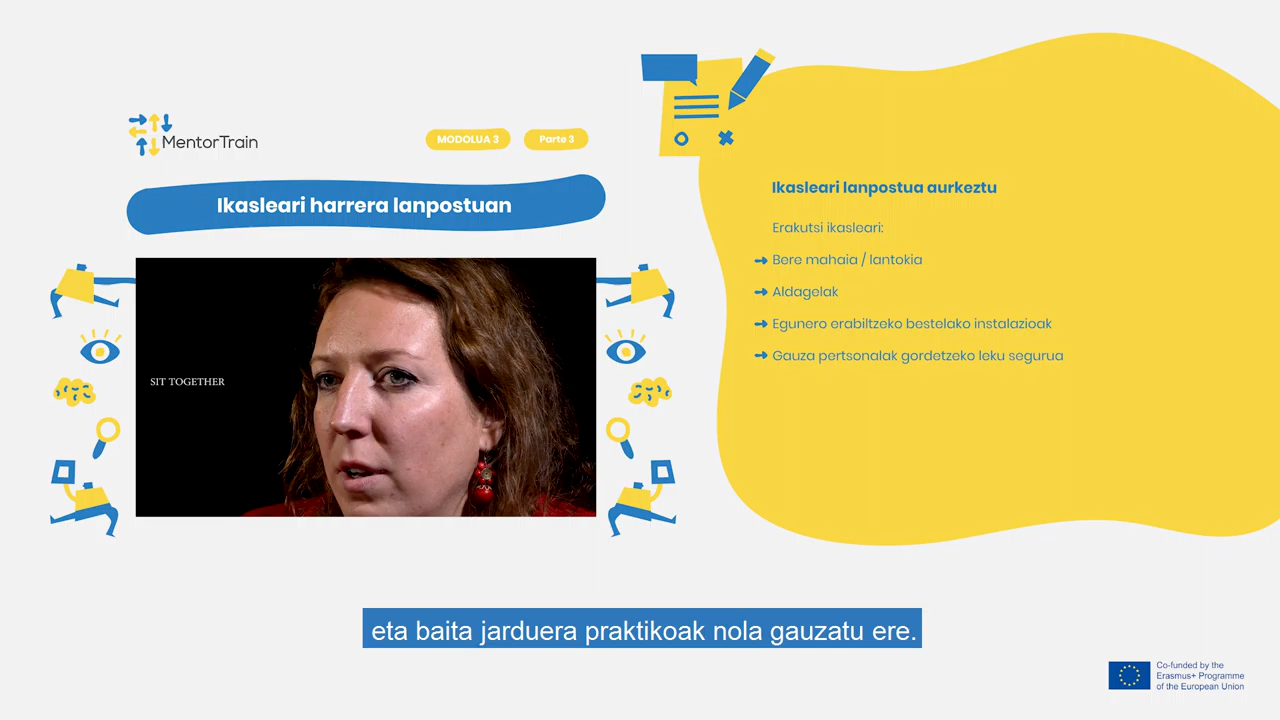 MentorTrain
MODOLUA 3
Parte 3
Ikasleari harrera lanpostuan
SIT TOGETHER
Ikasleari lanpostua aurkeztu
Erakutsi ikasleari:
Bere mahaia / lantokia
Aldagelak
Egunero erabiltzeko bestelako instalazioak
Gauza pertsonalak gordetzeko leku segurua
eta baita jarduera praktikoak nola gauzatu ere.
Co-funded by the
Erasmus+ Programme
of the European Union